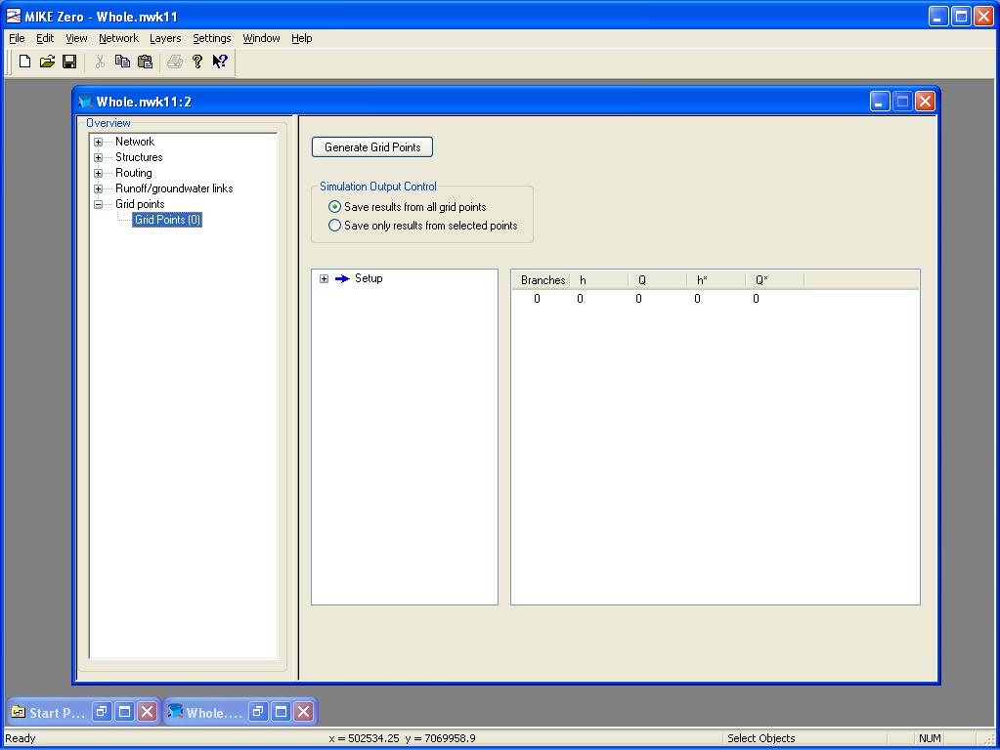 MIKE Zero - Whole.nwk11
File Edit View Network Layers Settings Window Help
Whole.nwk11:2
Overview
Network
Structures
Routing
Runoff/groundwater links
Grid points
Grid Points (0)
Generate Grid Points
Simulation Output Control
Save results from all grid points
Save only results from selected points
Setup
Branches h Q h* Q*
0 0 0 0 0
Start P... Whole....
Ready x = 502534.25 y = 7069958.9 Select Objects NUM